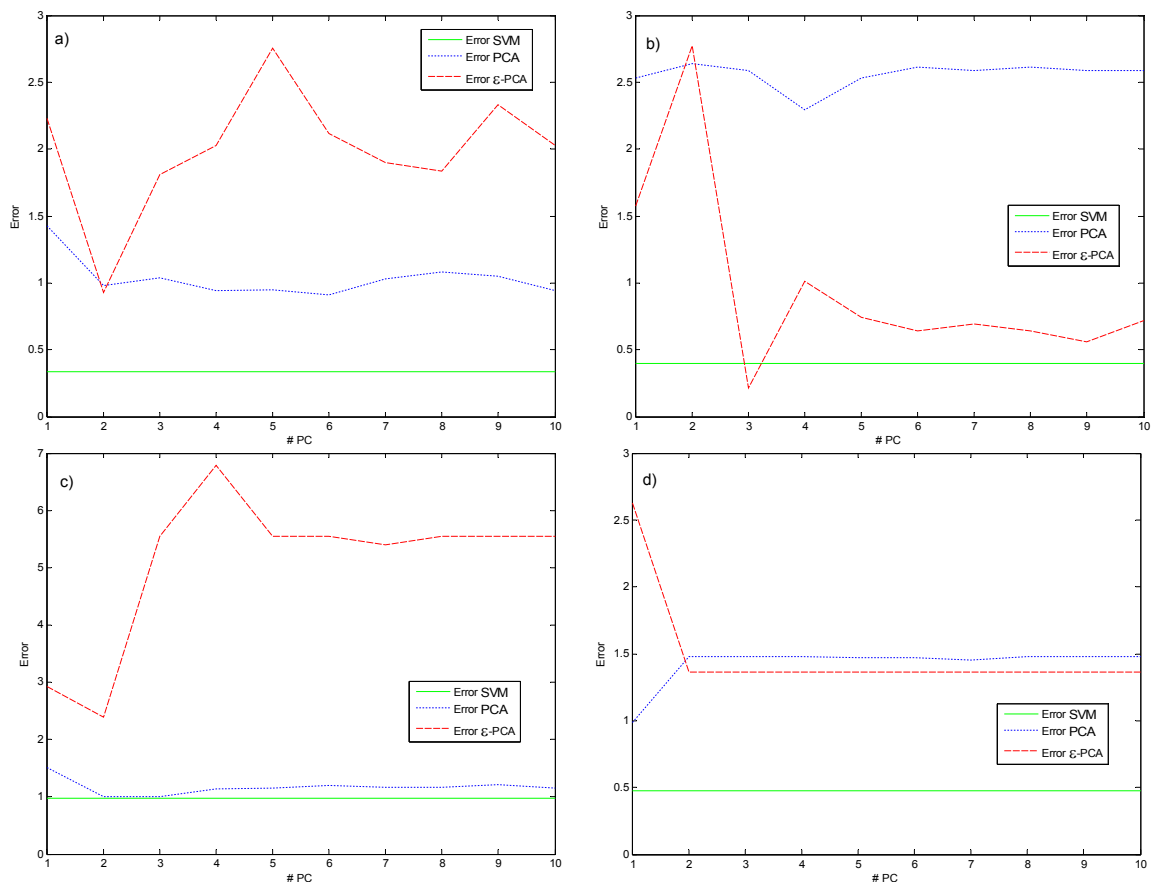 a)
3
2.5
2
1.5
1
0.5
0
Error
1 2 3 4 5 6 7 8 9 10
# PC
Error SVM
Error PCA
Error ε-PCA
b)
3
2.5
2
1.5
1
0.5
0
Error
1 2 3 4 5 6 7 8 9 10
# PC
Error SVM
Error PCA
Error ε-PCA
c)
7
6
5
4
3
2
1
0
Error
1 2 3 4 5 6 7 8 9 10
# PC
Error SVM
Error PCA
Error ε-PCA
d)
3
2.5
2
1.5
1
0.5
0
Error
1 2 3 4 5 6 7 8 9 10
# PC
Error SVM
Error PCA
Error ε-PCA